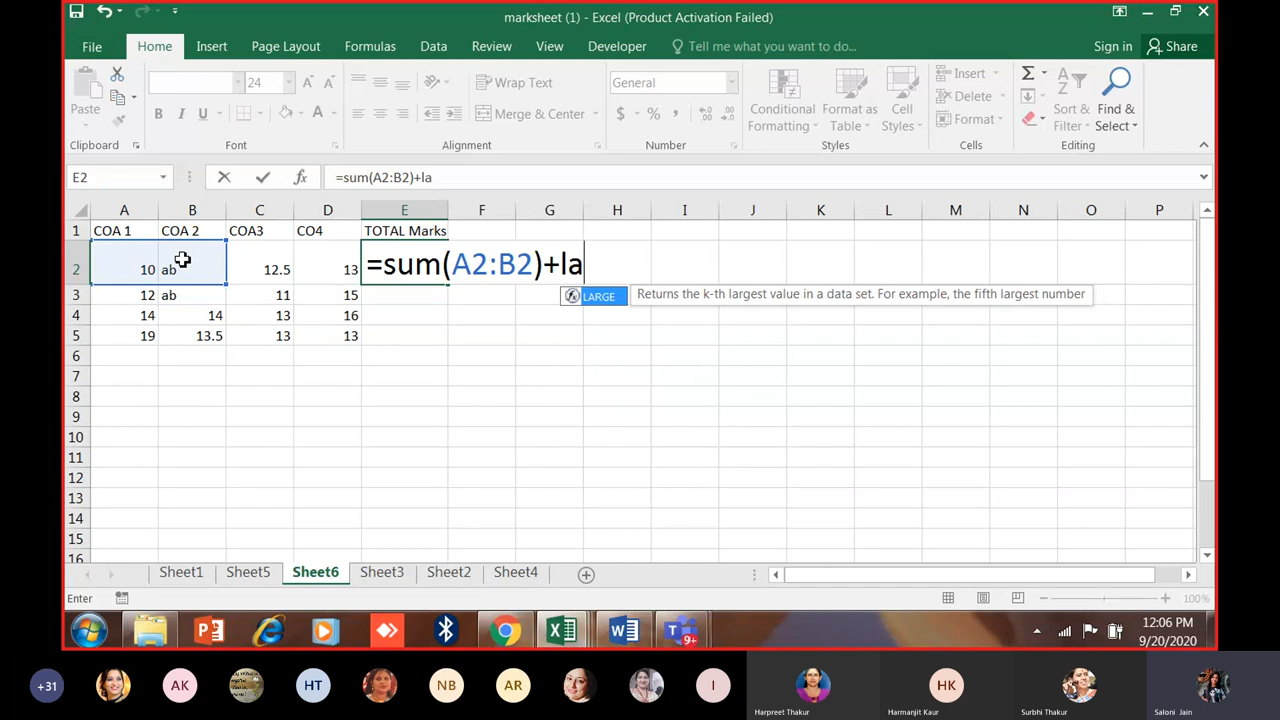 marksheet (1) - Excel (Product Activation Failed)
File Home Insert Page Layout Formulas Data Review View Developer Tell me what you want to do... Sign in Share
Paste
24
B I U
Wrap Text
Merge & Center
General
$ % ,
Conditional Formatting
Format as Table
Cell Styles
Insert
Delete
Format
Sort & Filter
Find & Select
Clipboard Font Alignment Number Styles Cells Editing
E2 fx =sum(A2:B2)+la
A B C D E F G H I J K L M N O P
1 COA 1 COA 2 COA3 CO4 TOTAL Marks
2 10 ab 12.5 13 =sum(A2:B2)+la
LARGE Returns the k-th largest value in a data set. For example, the fifth largest number
3 12 ab 11 15
4 14 14 13 16
5 19 13.5 13 13
6
7
8
9
10
11
12
13
14
15
16
Sheet1 Sheet5 Sheet6 Sheet3 Sheet2 Sheet4
Enter 100%
9+
12:06 PM
9/20/2020
+31 AK HT NB AR I HK
Harpreet Thakur Harmanjit Kaur Surbhi Thakur Saloni Jain